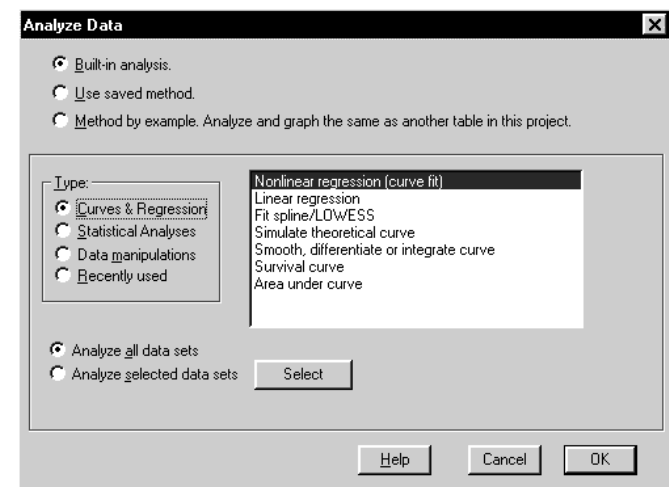 Analyze Data
Built-in analysis.
Use saved method.
Method by example. Analyze and graph the same as another table in this project.
Type:
Curves & Regression
Statistical Analyses
Data manipulations
Recently used
Nonlinear regression (curve fit)
Linear regression
Fit spline/LOWESS
Simulate theoretical curve
Smooth, differentiate or integrate curve
Survival curve
Area under curve
Analyze all data sets
Analyze selected data sets
Select
Help
Cancel
OK